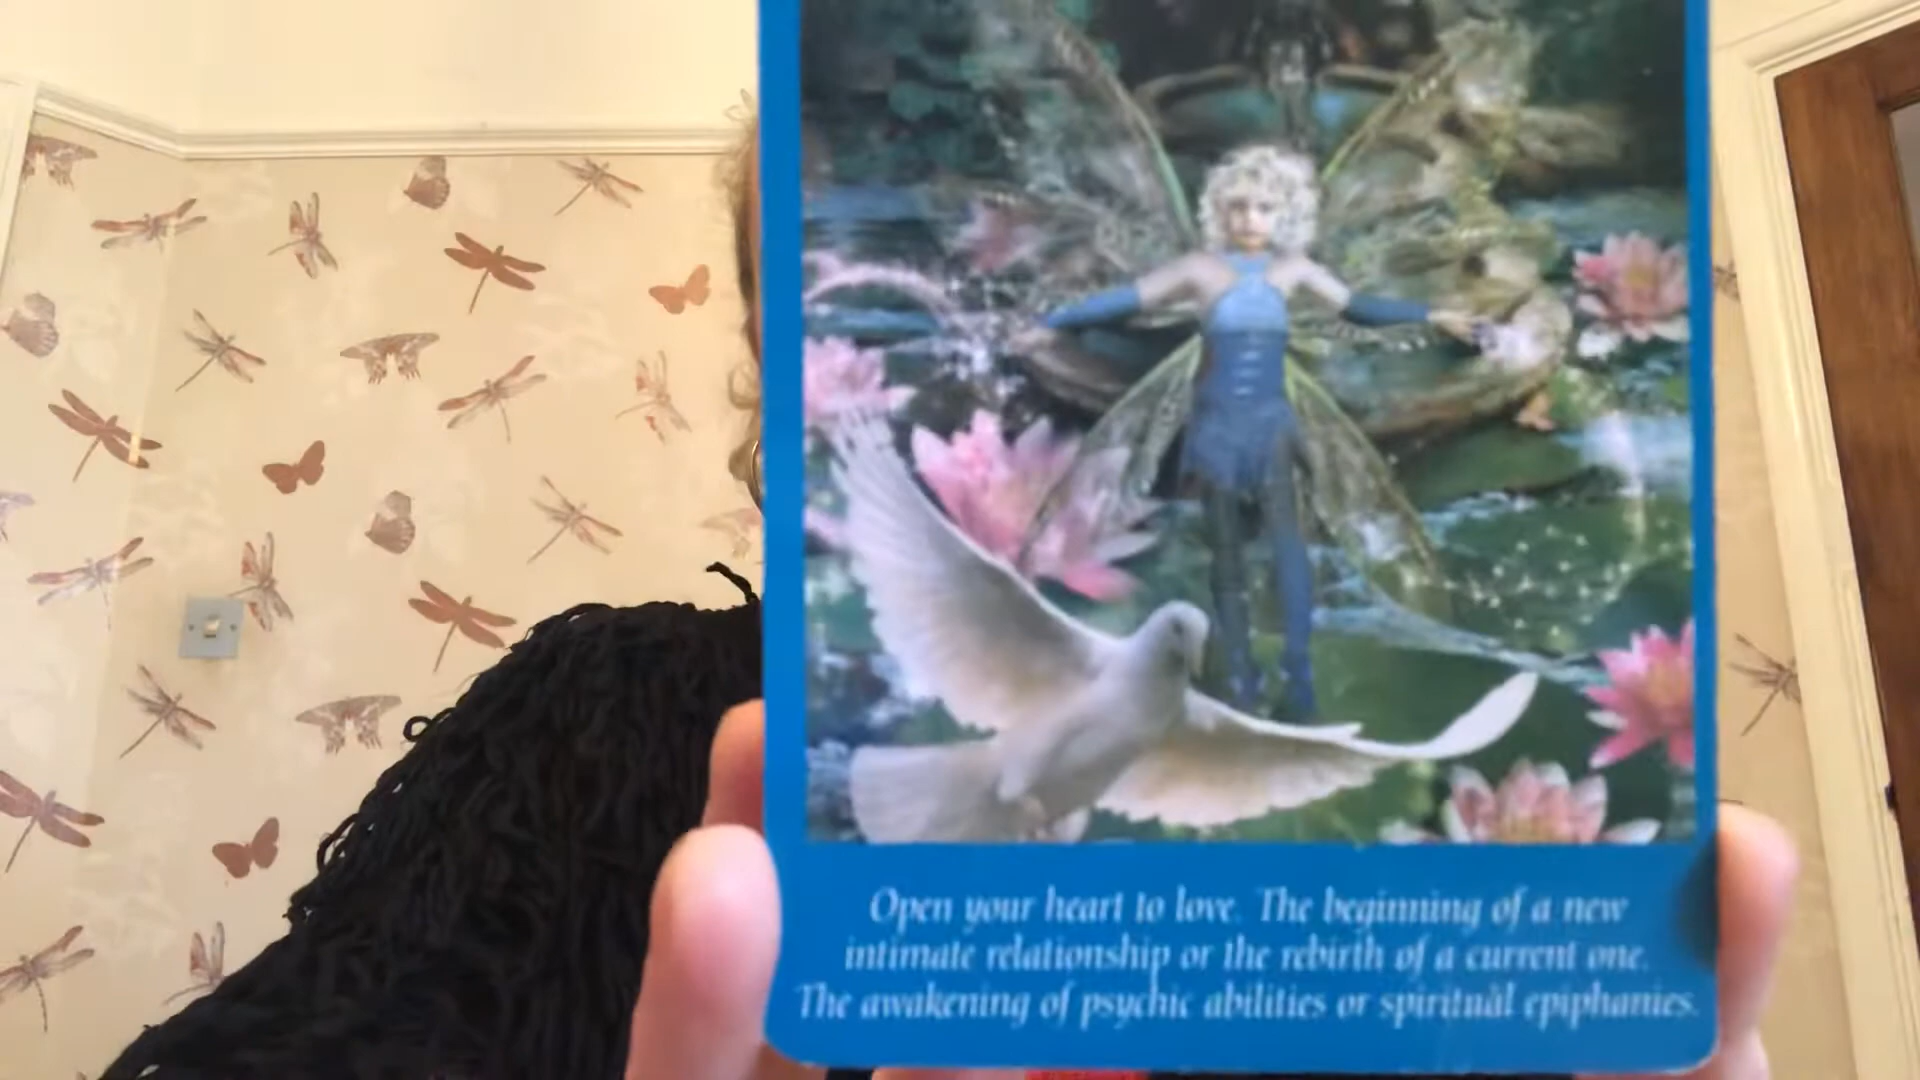 Open your heart to love. The beginning of a new
intimate relationship or the rebirth of a current one.
The awakening of psychic abilities or spiritual epiphanies.